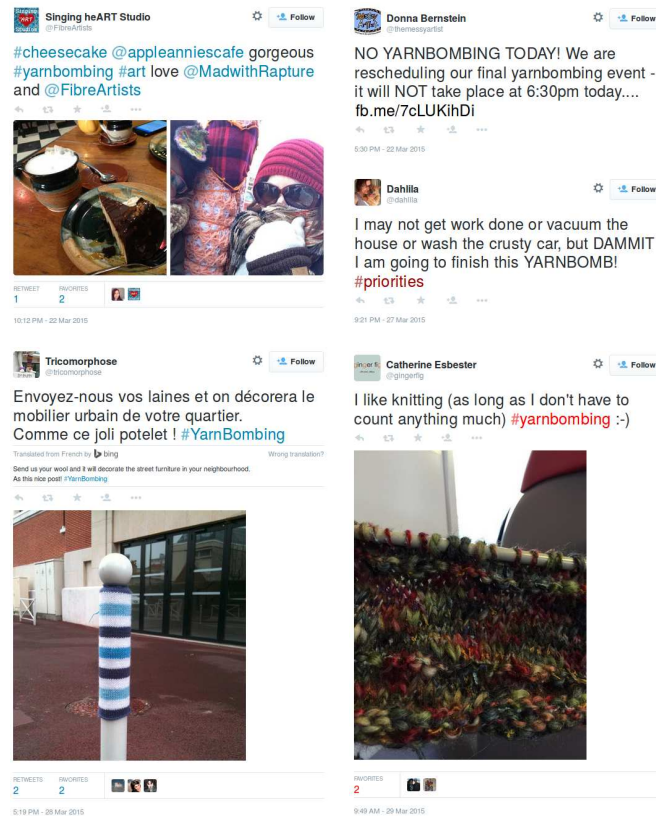 Singing heART Studio
@FibreArtists
Follow
#cheesecake @appleanniescafe gorgeous
#yarnbombing #art love @MadwithRapture
and @FibreArtists
RETWEET
1
FAVORITES
2
10:12 PM - 22 Mar 2015
Tricomorphose
@tricomorphose
Follow
Envoyez-nous vos laines et on décorera le
mobilier urbain de votre quartier.
Comme ce joli potelet ! #YarnBombing
Translated from French by bing
Wrong translation?
Send us your wool and it will decorate the street furniture in your neighbourhood.
As this nice post! #YarnBombing
RETWEETS
2
FAVORITES
2
5:19 PM - 28 Mar 2015
Donna Bernstein
@themessyartist
Follow
NO YARNBOMBING TODAY! We are
rescheduling our final yarnbombing event -
it will NOT take place at 6:30pm today....
fb.me/7cLUKihDi
5:30 PM - 22 Mar 2015
Dahlila
@dahlila
Follow
I may not get work done or vacuum the
house or wash the crusty car, but DAMMIT
I am going to finish this YARNBOMB!
#priorities
9:21 PM - 27 Mar 2015
Catherine Esbester
@gingerfig
Follow
I like knitting (as long as I don't have to
count anything much) #yarnbombing :-)
FAVORITES
2
9:49 AM - 29 Mar 2015